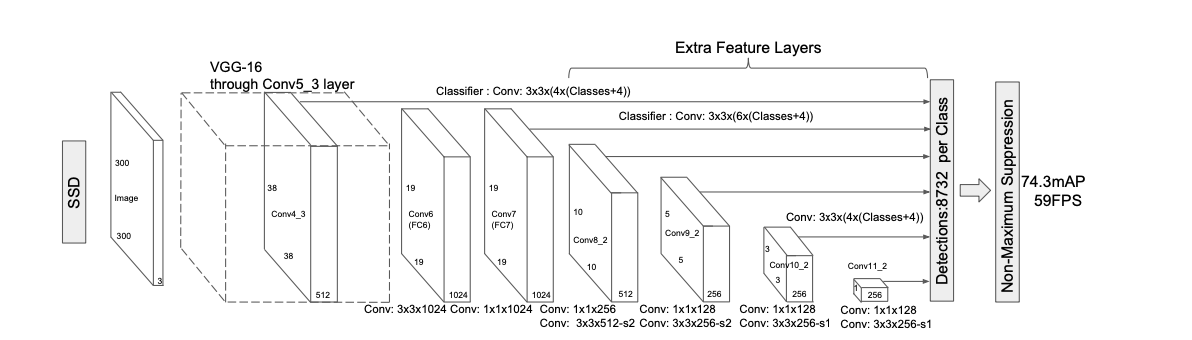 Extra Feature Layers
VGG-16
through Conv5_3 layer
Classifier : Conv: 3x3x(4x(Classes+4))
Classifier : Conv: 3x3x(6x(Classes+4))
SSD
300
Image
300
3
38
Conv4_3
38
512
19
Conv6
(FC6)
19
1024
19
Conv7
(FC7)
19
1024
10
Conv8_2
10
512
5
Conv9_2
5
256
Conv: 3x3x(4x(Classes+4))
3
Conv10_2
3
256
Conv11_2
1
256
Detections:8732 per Class
Non-Maximum Suppression
74.3mAP
59FPS
Conv: 3x3x1024
Conv: 1x1x1024
Conv: 1x1x256
Conv: 3x3x512-s2
Conv: 1x1x128
Conv: 3x3x256-s2
Conv: 1x1x128
Conv: 3x3x256-s1
Conv: 1x1x128
Conv: 3x3x256-s1